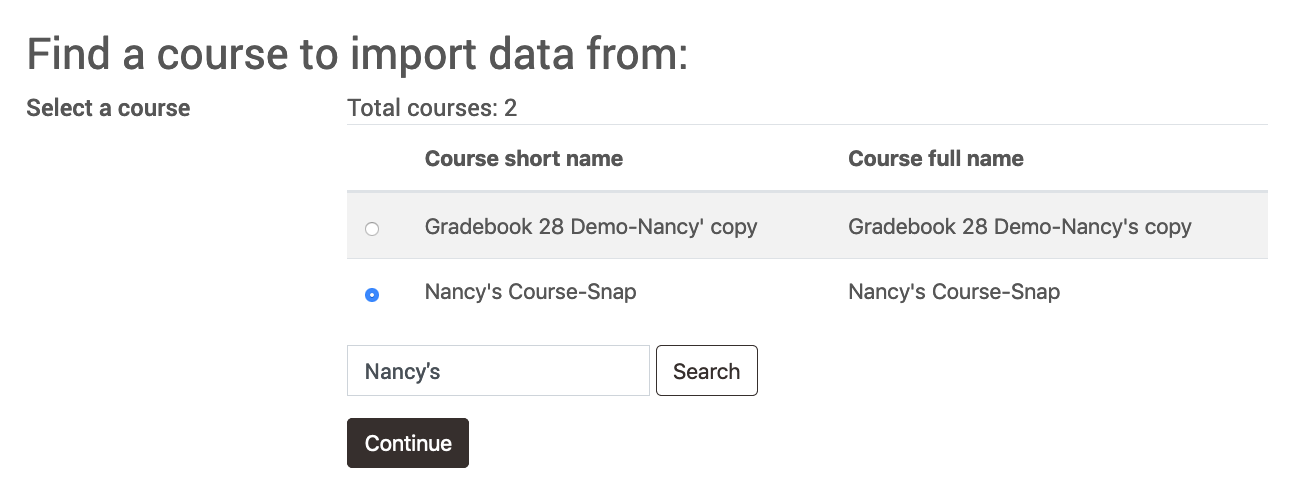 Find a course to import data from:
Select a course
Total courses: 2
Course short name Course full name
Gradebook 28 Demo-Nancy' copy Gradebook 28 Demo-Nancy's copy
Nancy's Course-Snap Nancy's Course-Snap
Nancy's Search
Continue